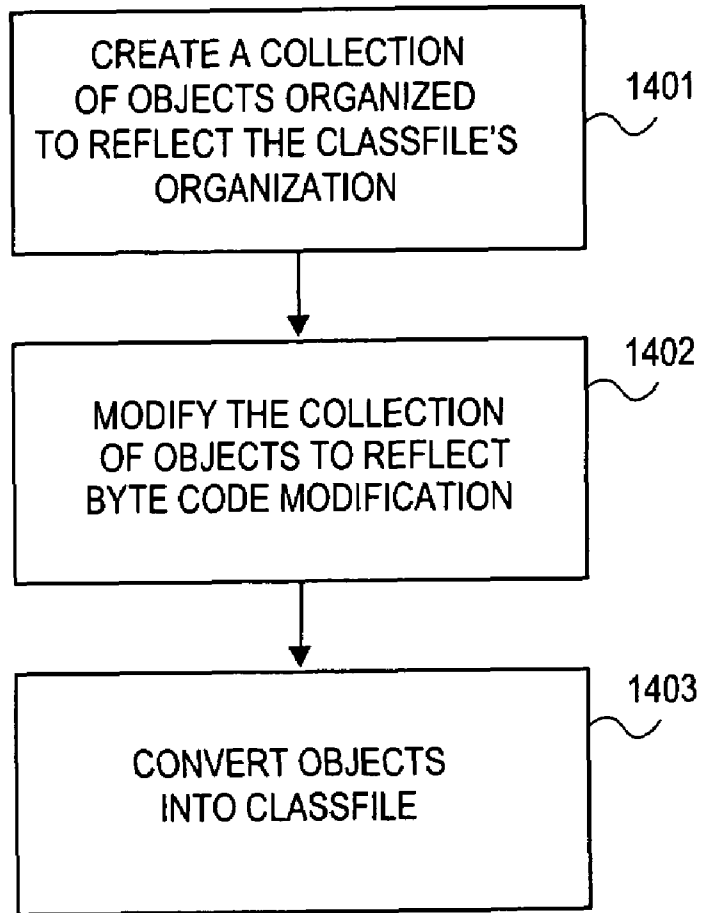 CREATE A COLLECTION
OF OBJECTS ORGANIZED
TO REFLECT THE CLASSFILE'S
ORGANIZATION
1401
MODIFY THE COLLECTION
OF OBJECTS TO REFLECT
BYTE CODE MODIFICATION
1402
CONVERT OBJECTS
INTO CLASSFILE
1403